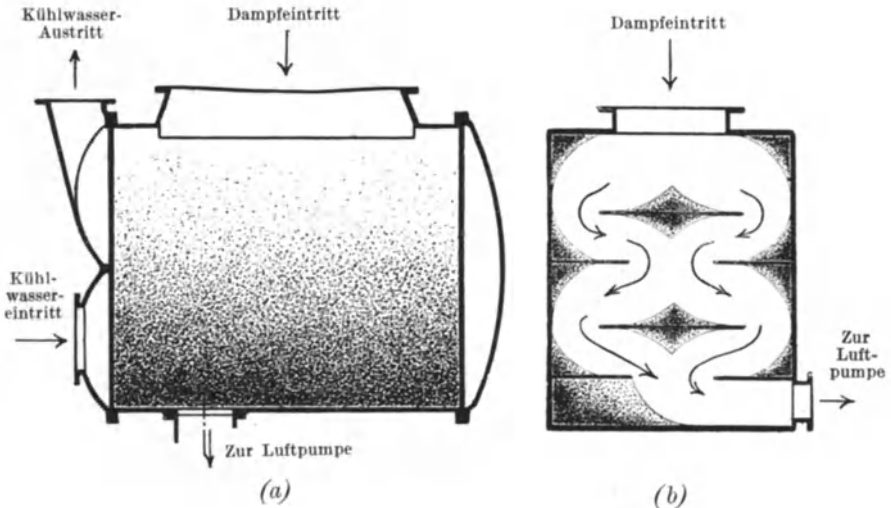 Kühlwasser-
Austritt
Dampfeintritt
Kühl-
wasser-
eintritt
Zur Luftpumpe
(a)
Dampfeintritt
Zur
Luft-
pumpe
(b)